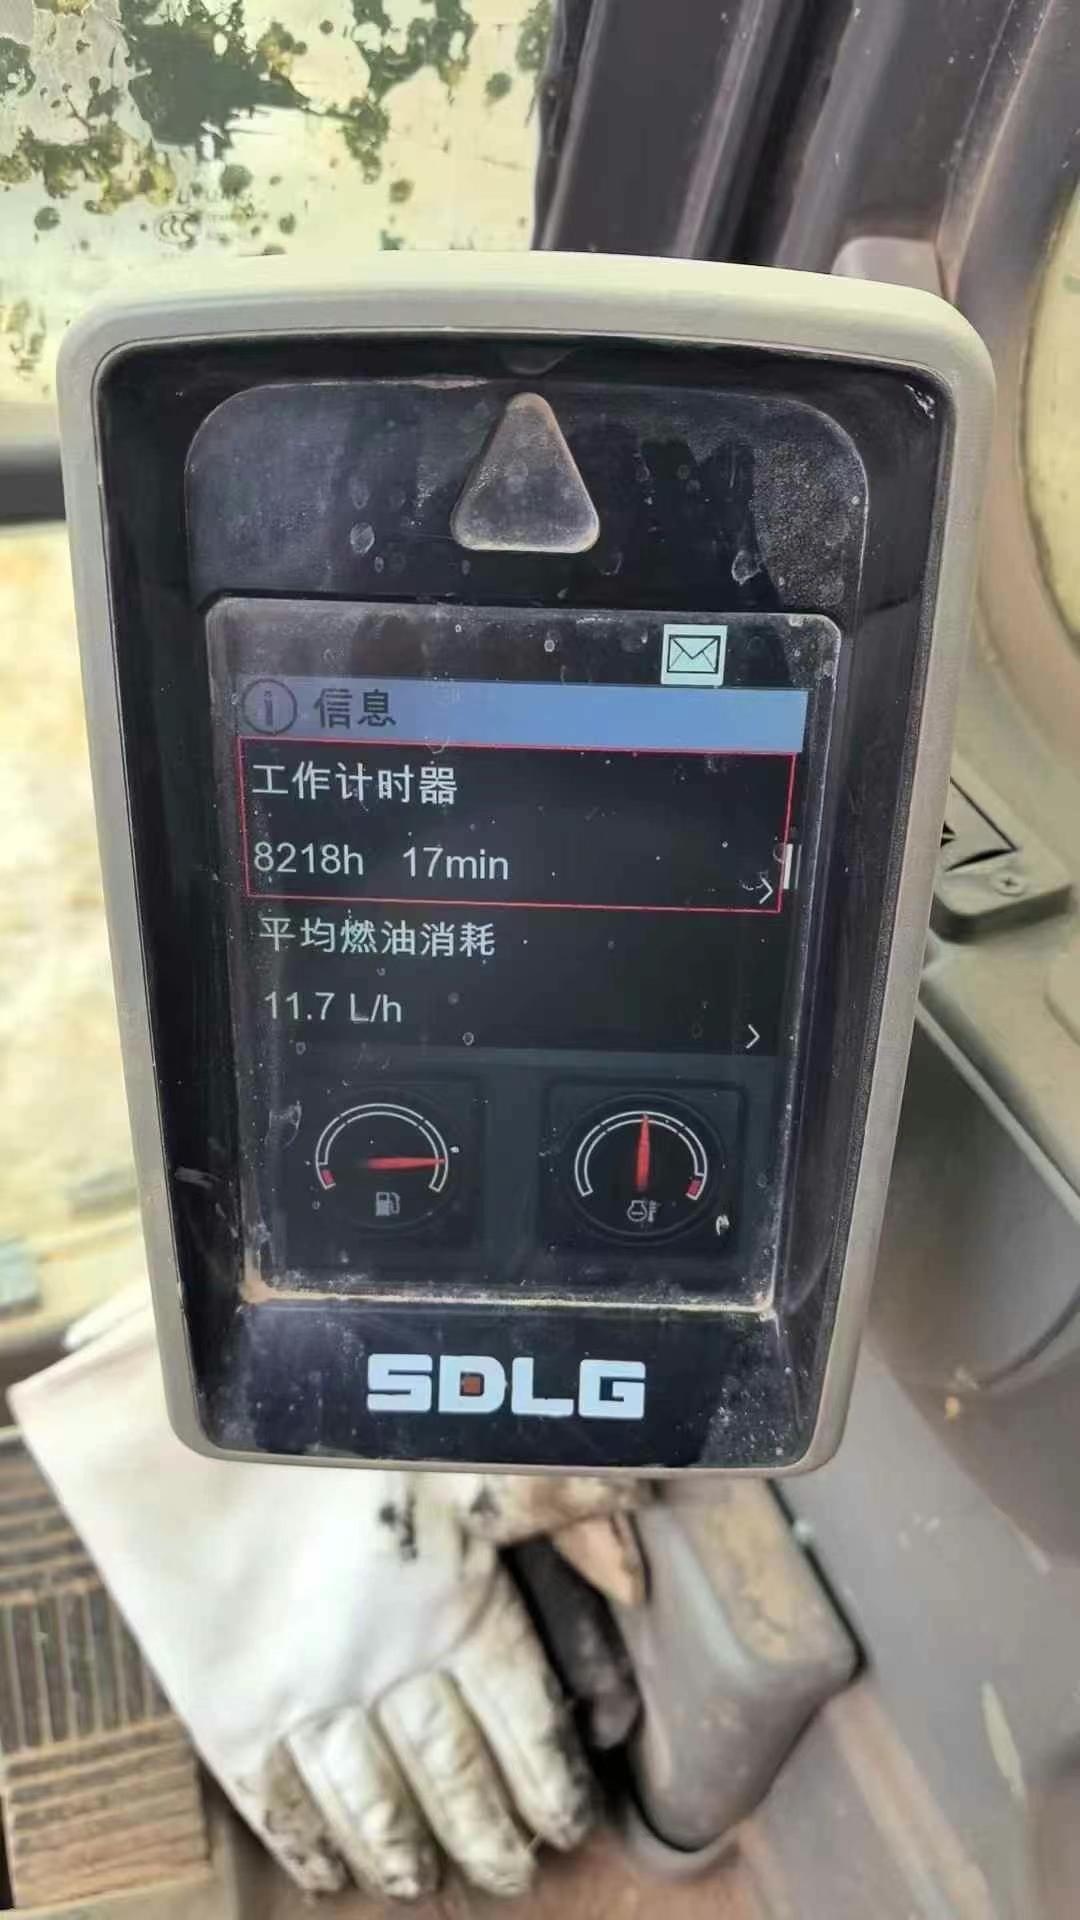 信息
工作计时器
8218h 17min
平均燃油消耗
11.7 L/h
SDLG